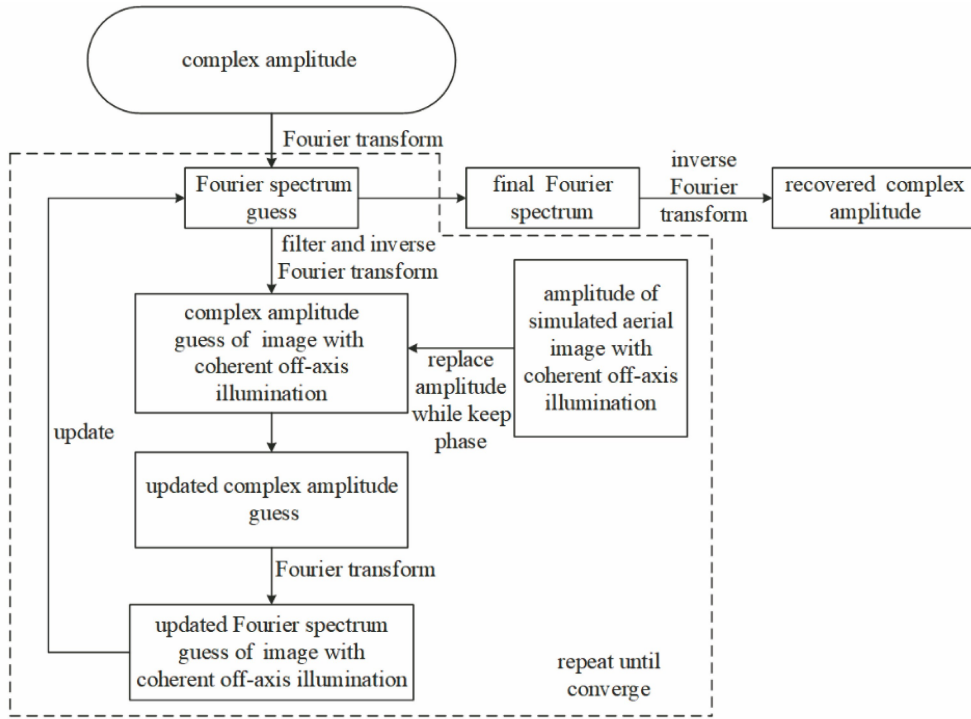 complex amplitude
Fourier transform
Fourier spectrum
guess
final Fourier
spectrum
inverse
Fourier
transform
recovered complex
amplitude
filter and inverse
Fourier transform
complex amplitude
guess of image with
coherent off-axis
illumination
replace
amplitude
while keep
phase
amplitude of
simulated aerial
image with
coherent off-axis
illumination
update
updated complex amplitude
guess
Fourier transform
updated Fourier spectrum
guess of image with
coherent off-axis illumination
repeat until
converge